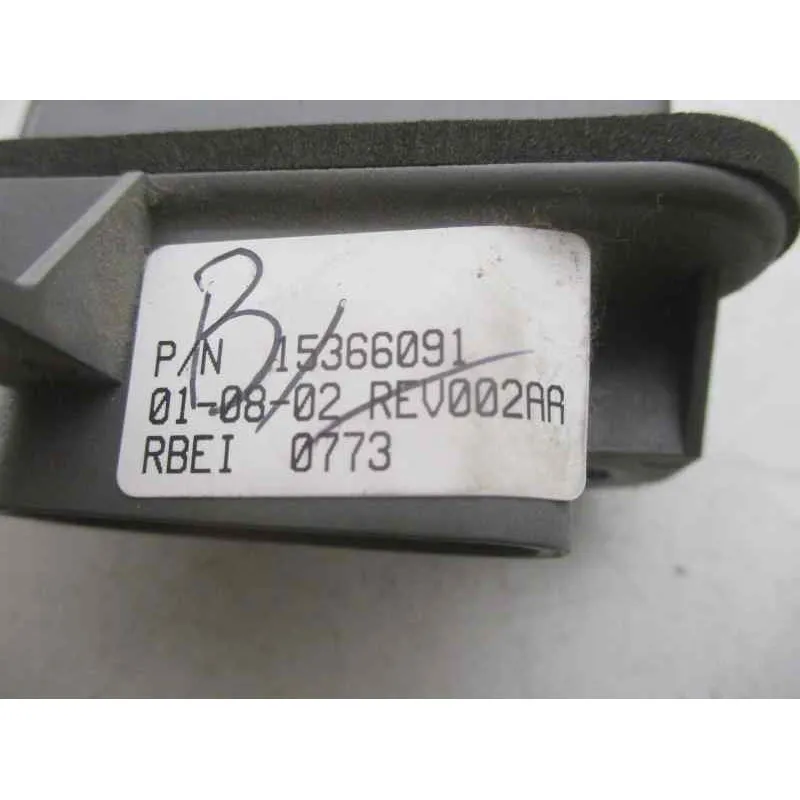 B
P/N 15366091
01-08-02 REV002AA
RBEI 0773